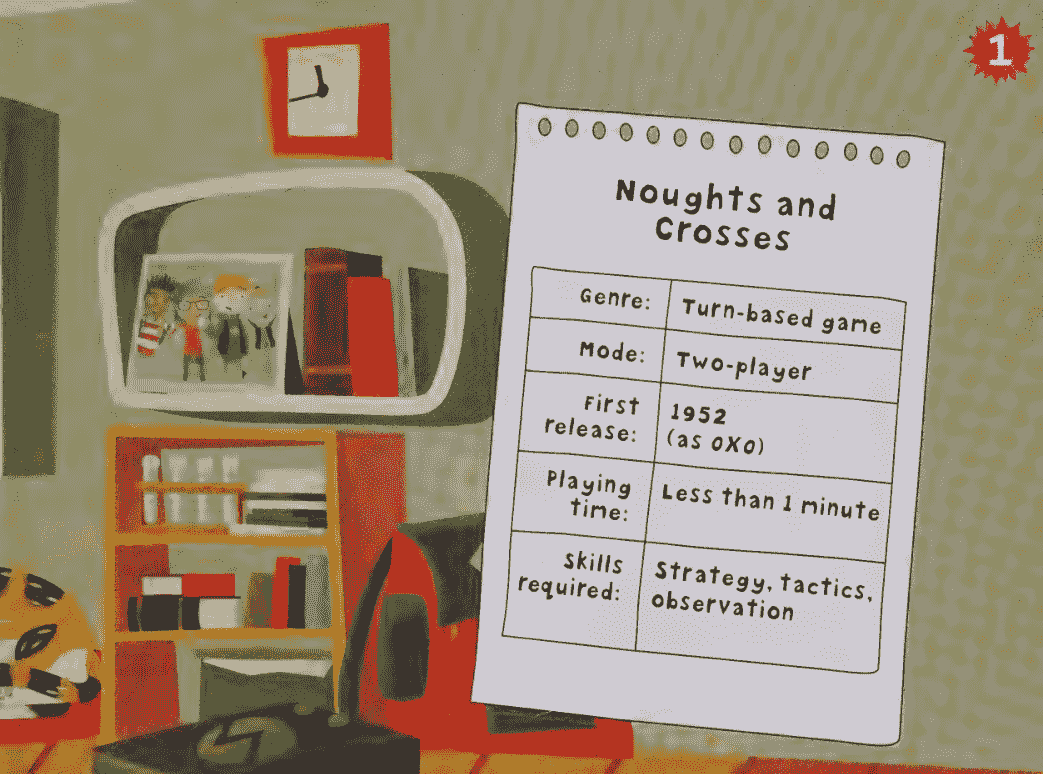 1
Noughts and
Crosses
Genre: Turn-based game
Mode: Two-player
First
release: 1952
(as OXO)
Playing
time: Less than 1 minute
Skills
required: Strategy, tactics,
observation